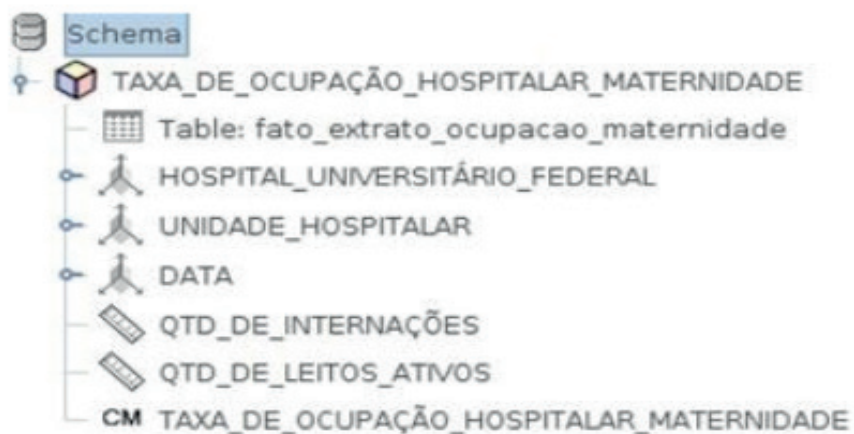 Schema
TAXA_DE_OCUPAÇÃO_HOSPITALAR_MATERNIDADE
Table: fato_extrato_ocupacao_maternidade
HOSPITAL_UNIVERSITÁRIO_FEDERAL
UNIDADE_HOSPITALAR
DATA
QTD_DE_INTERNAÇÕES
QTD_DE_LEITOS_ATIVOS
CM TAXA_DE_OCUPAÇÃO_HOSPITALAR_MATERNIDADE